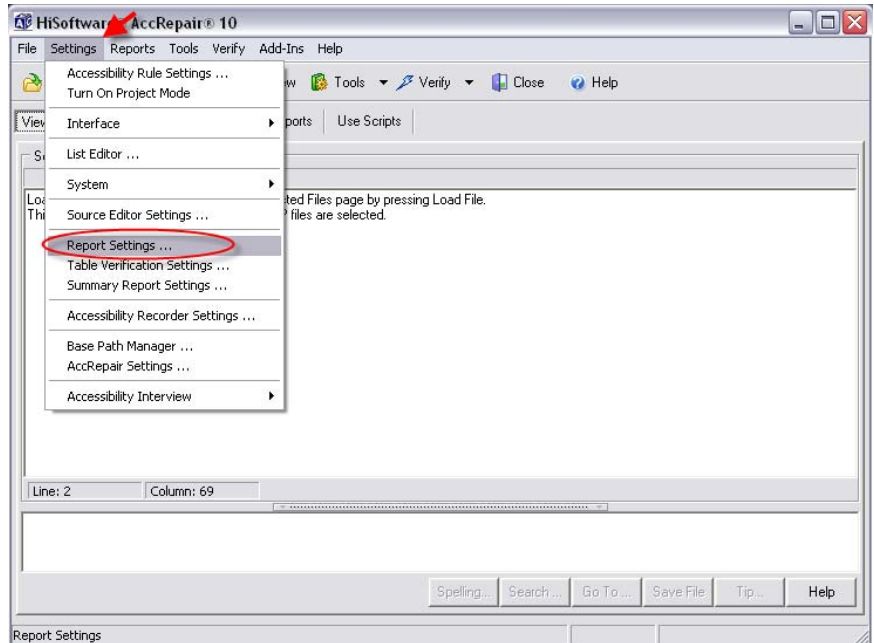 HiSoftware AccRepair® 10
File Settings Reports Tools Verify Add-Ins Help
Accessibility Rule Settings ...
Turn On Project Mode
Interface
List Editor ...
System
Source Editor Settings ...
Report Settings ...
Table Verification Settings ...
Summary Report Settings ...
Accessibility Recorder Settings ...
Base Path Manager ...
AccRepair Settings ...
Accessibility Interview
Tools Verify Close Help
Use Scripts
Files page by pressing Load File.
files are selected.
Line: 2 Column: 69
Spelling... Search ... Go To ... Save File Tip... Help
Report Settings